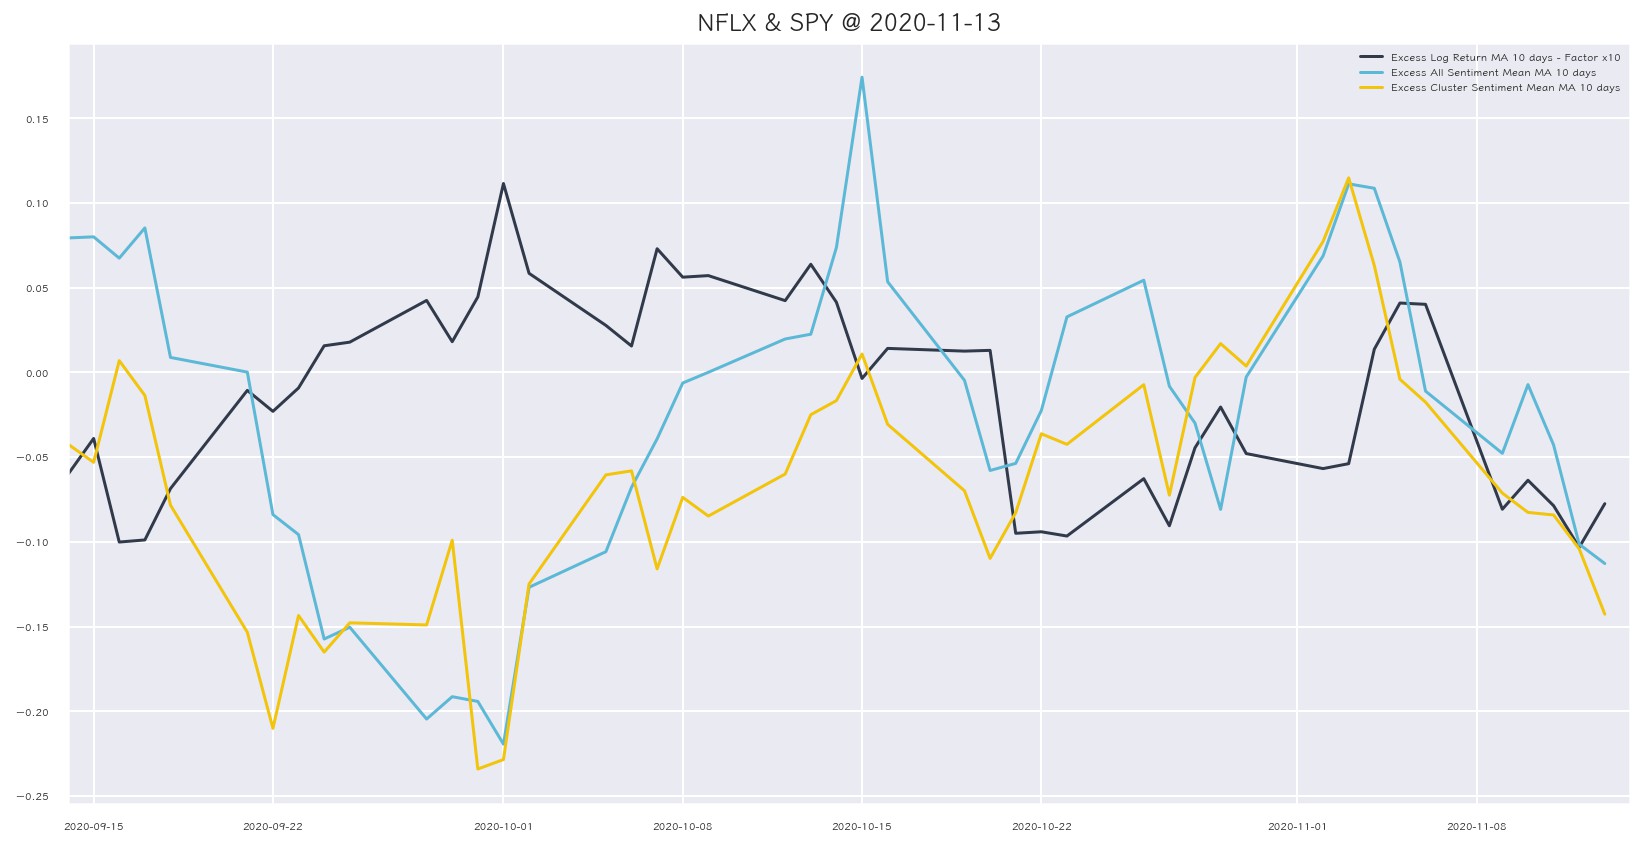 NFLX & SPY @ 2020-11-13
Excess Log Return MA 10 days - Factor x10
Excess All Sentiment Mean MA 10 days
Excess Cluster Sentiment Mean MA 10 days
0.15
0.10
0.05
0.00
−0.05
−0.10
−0.15
−0.20
−0.25
2020-09-15 2020-09-22 2020-10-01 2020-10-08 2020-10-15 2020-10-22 2020-11-01 2020-11-08